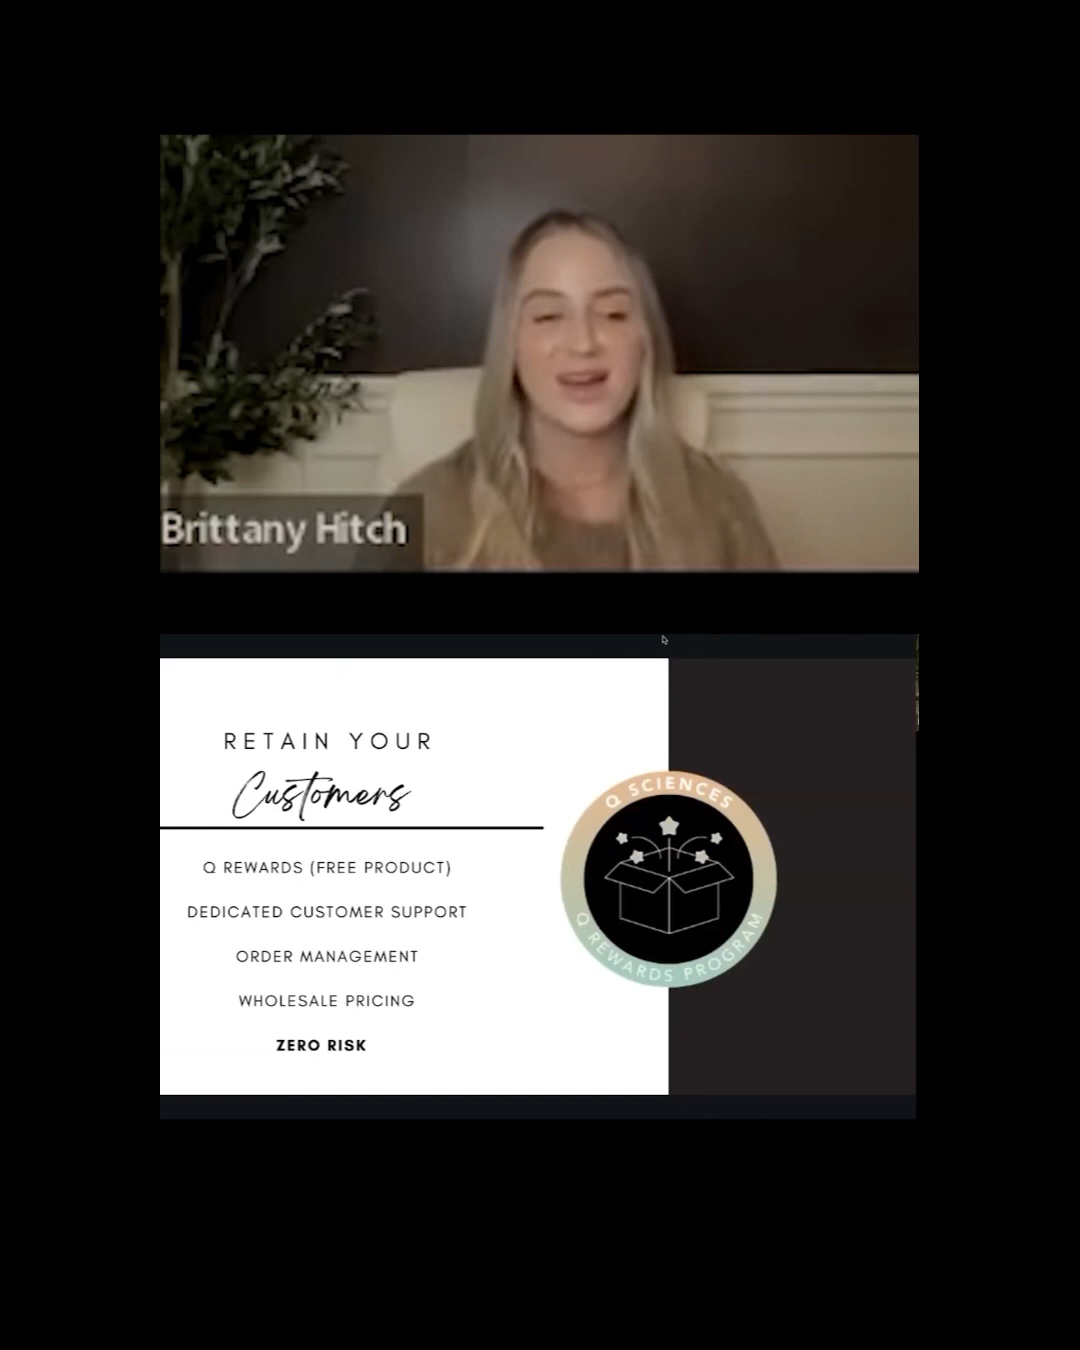 Brittany Hitch
RETAIN YOUR
Customers
Q REWARDS (FREE PRODUCT)
DEDICATED CUSTOMER SUPPORT
ORDER MANAGEMENT
WHOLESALE PRICING
ZERO RISK
Q SCIENCES
Q REWARDS PROGRAM